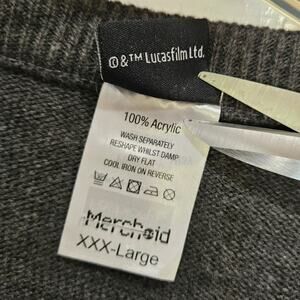 ®&™ Lucasfilm Ltd.
100% Acrylic
WASH SEPARATELY
RESHAPE WHILST DAMP
DRY FLAT
COOL IRON ON REVERSE
Merchoid
XXX-Large